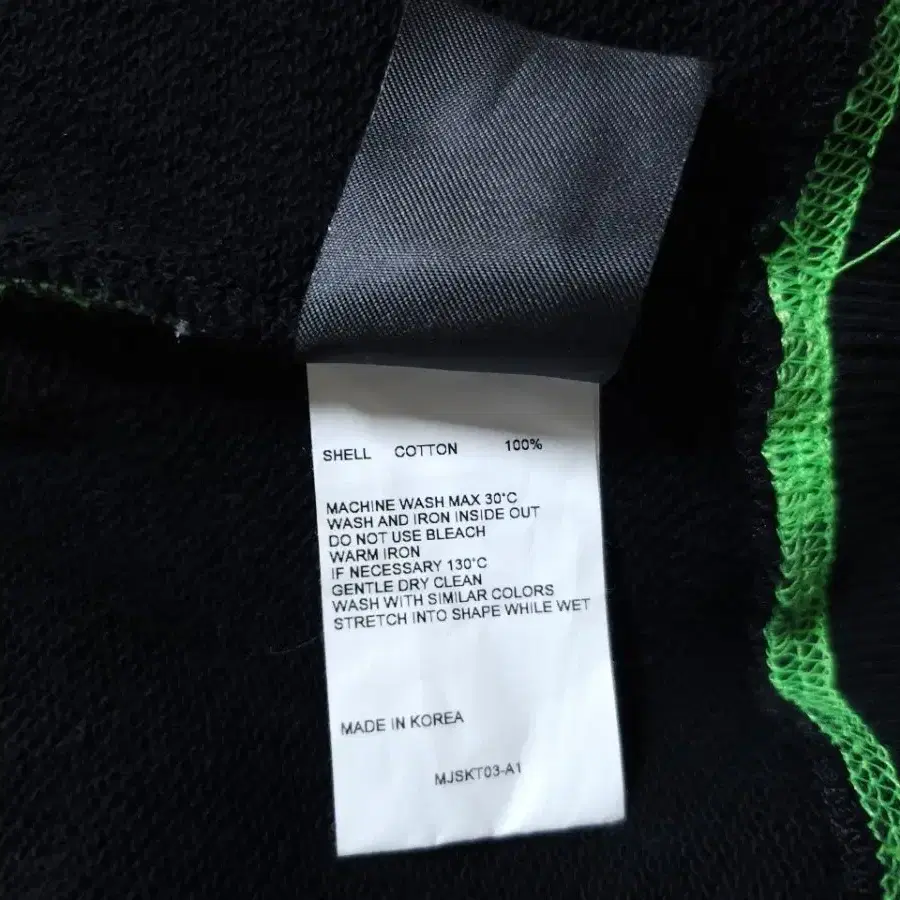 SHELL COTTON 100%
MACHINE WASH MAX 30°C
WASH AND IRON INSIDE OUT
DO NOT USE BLEACH
WARM IRON
IF NECESSARY 130°C
GENTLE DRY CLEAN
WASH WITH SIMILAR COLORS
STRETCH INTO SHAPE WHILE WET
MADE IN KOREA
MJSKT03-A1